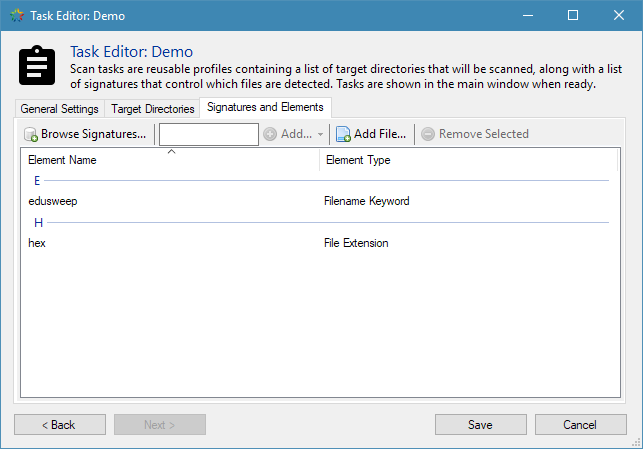 Task Editor: Demo
Task Editor: Demo
Scan tasks are reusable profiles containing a list of target directories that will be scanned, along with a list
of signatures that control which files are detected. Tasks are shown in the main window when ready.
General Settings Target Directories Signatures and Elements
Browse Signatures... Add... Add File... Remove Selected
Element Name Element Type
E
edusweep Filename Keyword
H
hex File Extension
< Back Next > Save Cancel